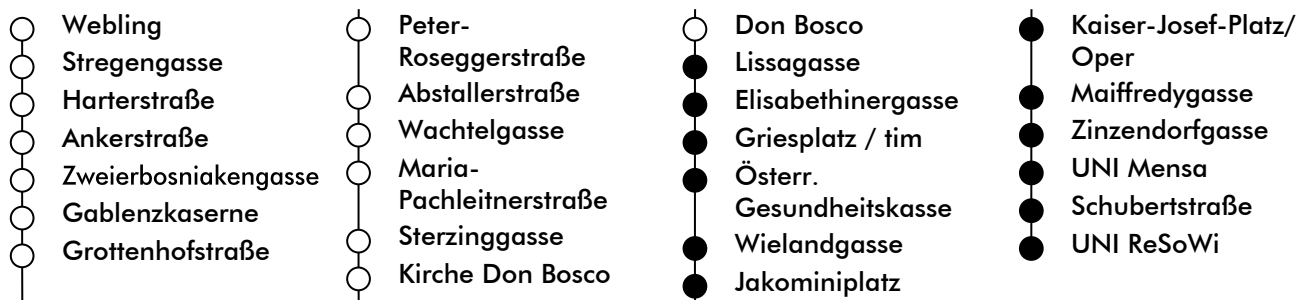 Webling
Stregengasse
Harterstraße
Ankerstraße
Zweierbosniakengasse
Gablenzkaserne
Grottenhofstraße
Peter-
Roseggerstraße
Abstallerstraße
Wachtelgasse
Maria-
Pachleitnerstraße
Sterzinggasse
Kirche Don Bosco
Don Bosco
Lissagasse
Elisabethinergasse
Griesplatz / tim
Österr.
Gesundheitskasse
Wielandgasse
Jakominiplatz
Kaiser-Josef-Platz/
Oper
Maiffredygasse
Zinzendorfgasse
UNI Mensa
Schubertstraße
UNI ReSoWi